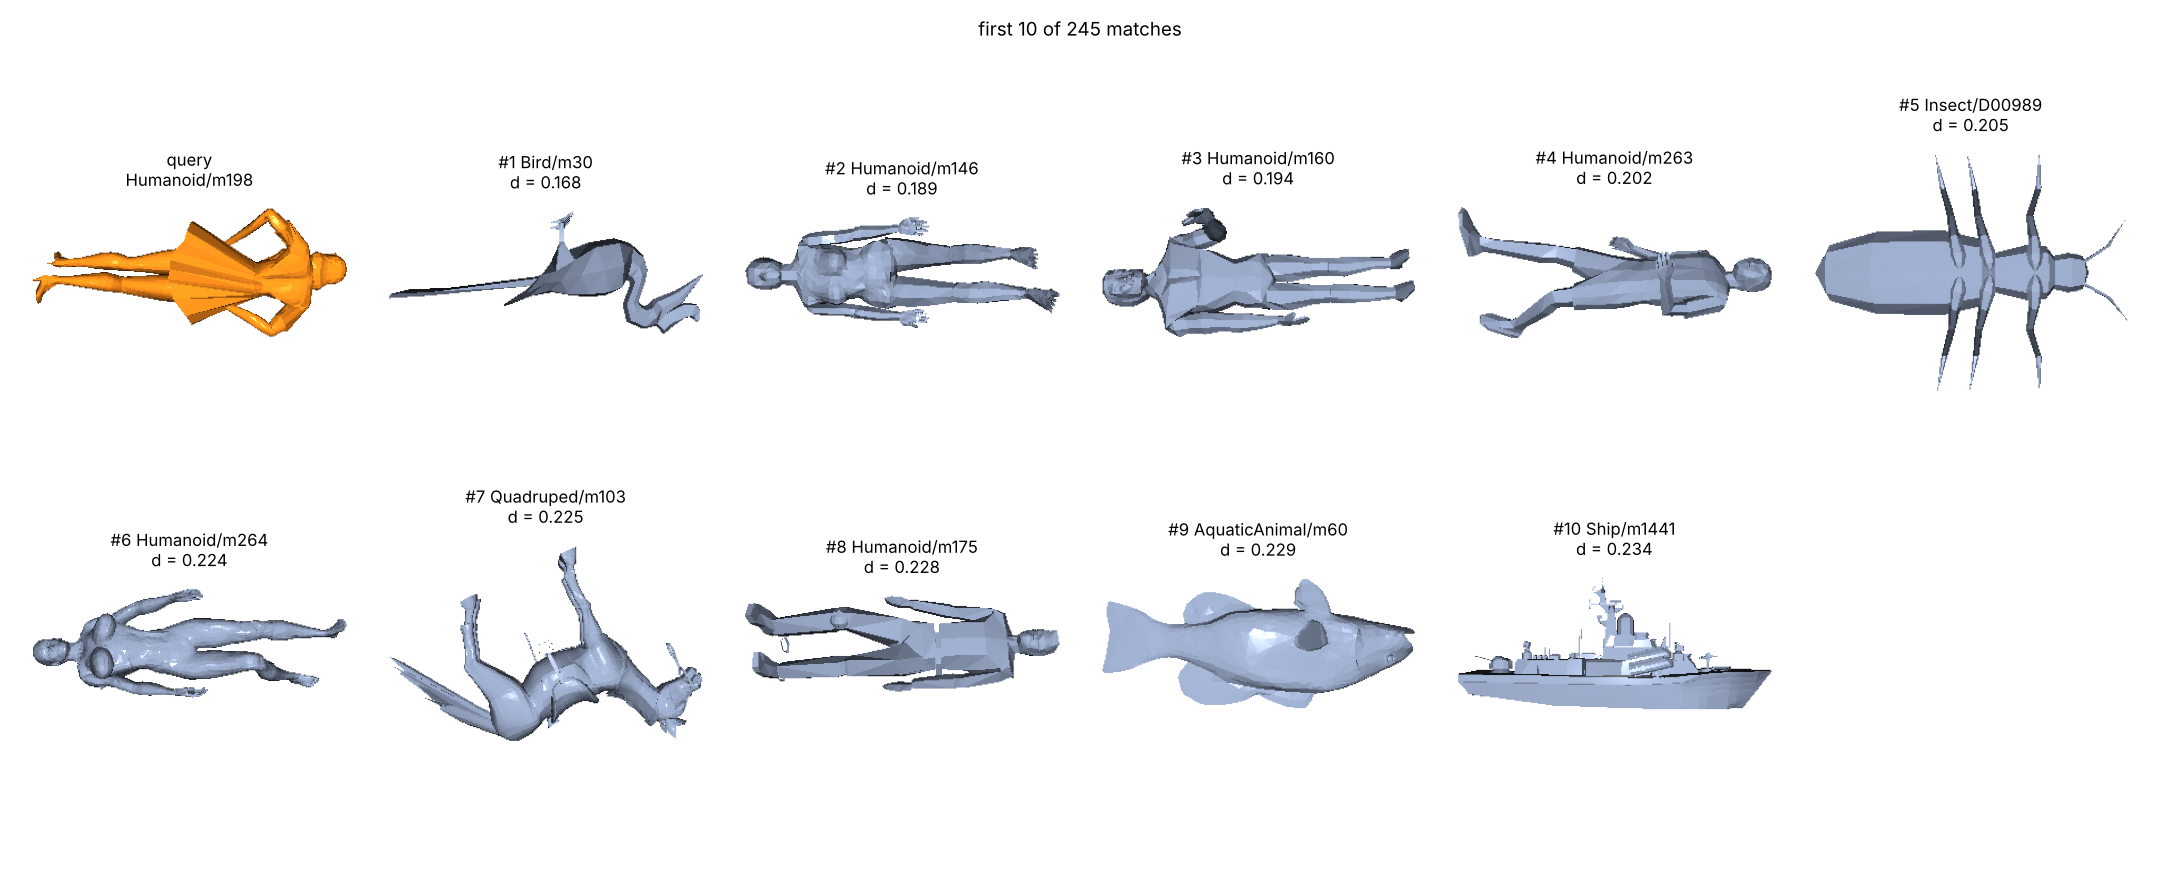 first 10 of 245 matches
query
Humanoid/m198
#1 Bird/m30
d = 0.168
#2 Humanoid/m146
d = 0.189
#3 Humanoid/m160
d = 0.194
#4 Humanoid/m263
d = 0.202
#5 Insect/D00989
d = 0.205
#6 Humanoid/m264
d = 0.224
#7 Quadruped/m103
d = 0.225
#8 Humanoid/m175
d = 0.228
#9 AquaticAnimal/m60
d = 0.229
#10 Ship/m1441
d = 0.234